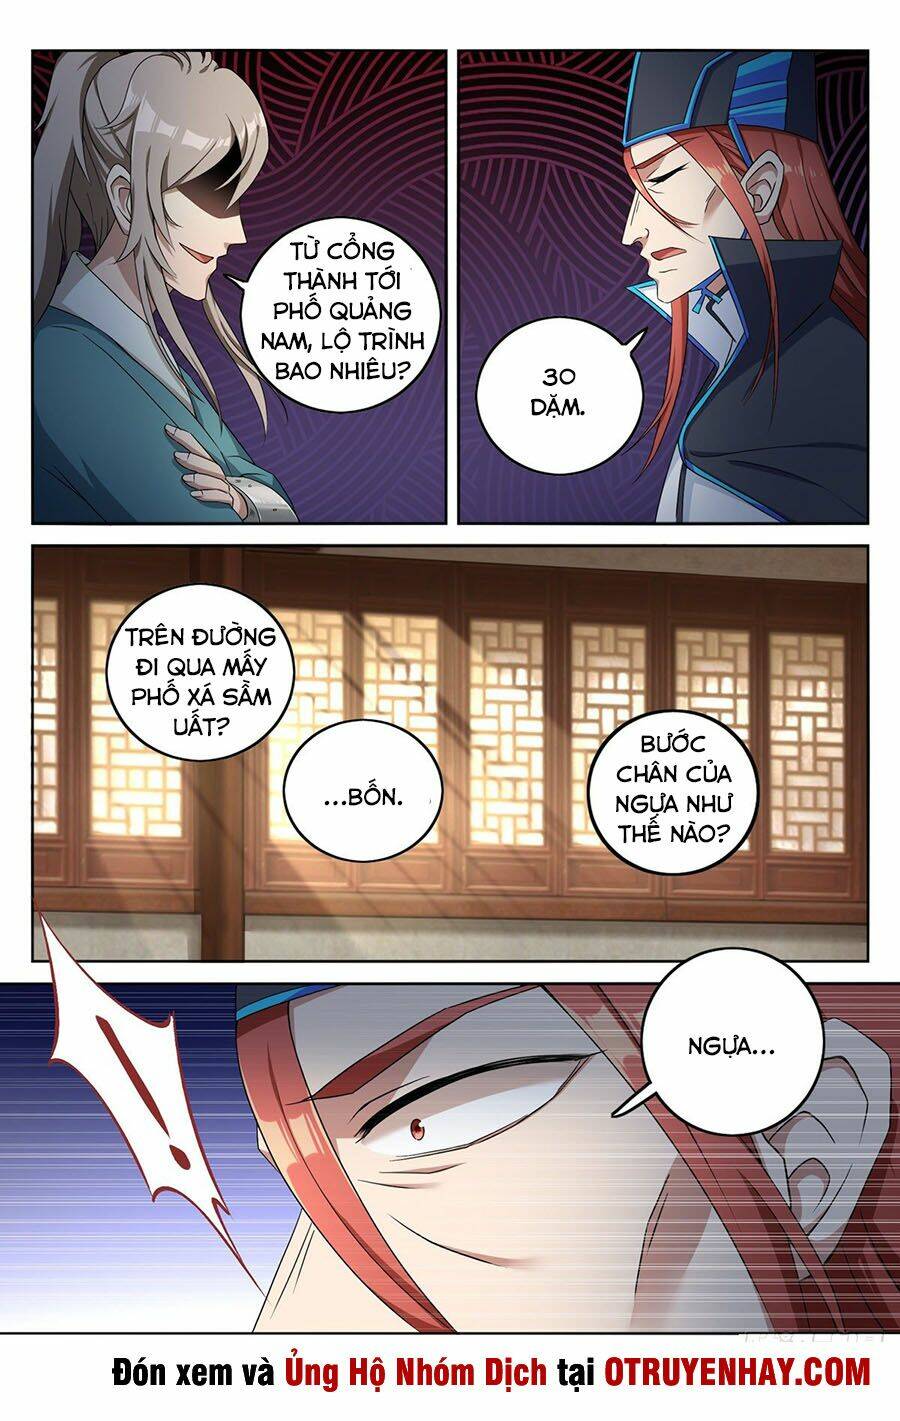 TỪ CỔNG
THÀNH TỚI
PHỐ QUẢNG
NAM, LỘ TRÌNH
BAO NHIÊU?
30
DẶM.
TRÊN ĐƯỜNG
ĐI QUA MẤY
PHỐ XÁ SẦM
UẤT?
...BỐN.
BƯỚC
CHÂN CỦA
NGỰA NHƯ
THẾ NÀO?
!
NGỰA...
Đón xem và Ủng Hộ Nhóm Dịch tại OTRUYENHAY.COM